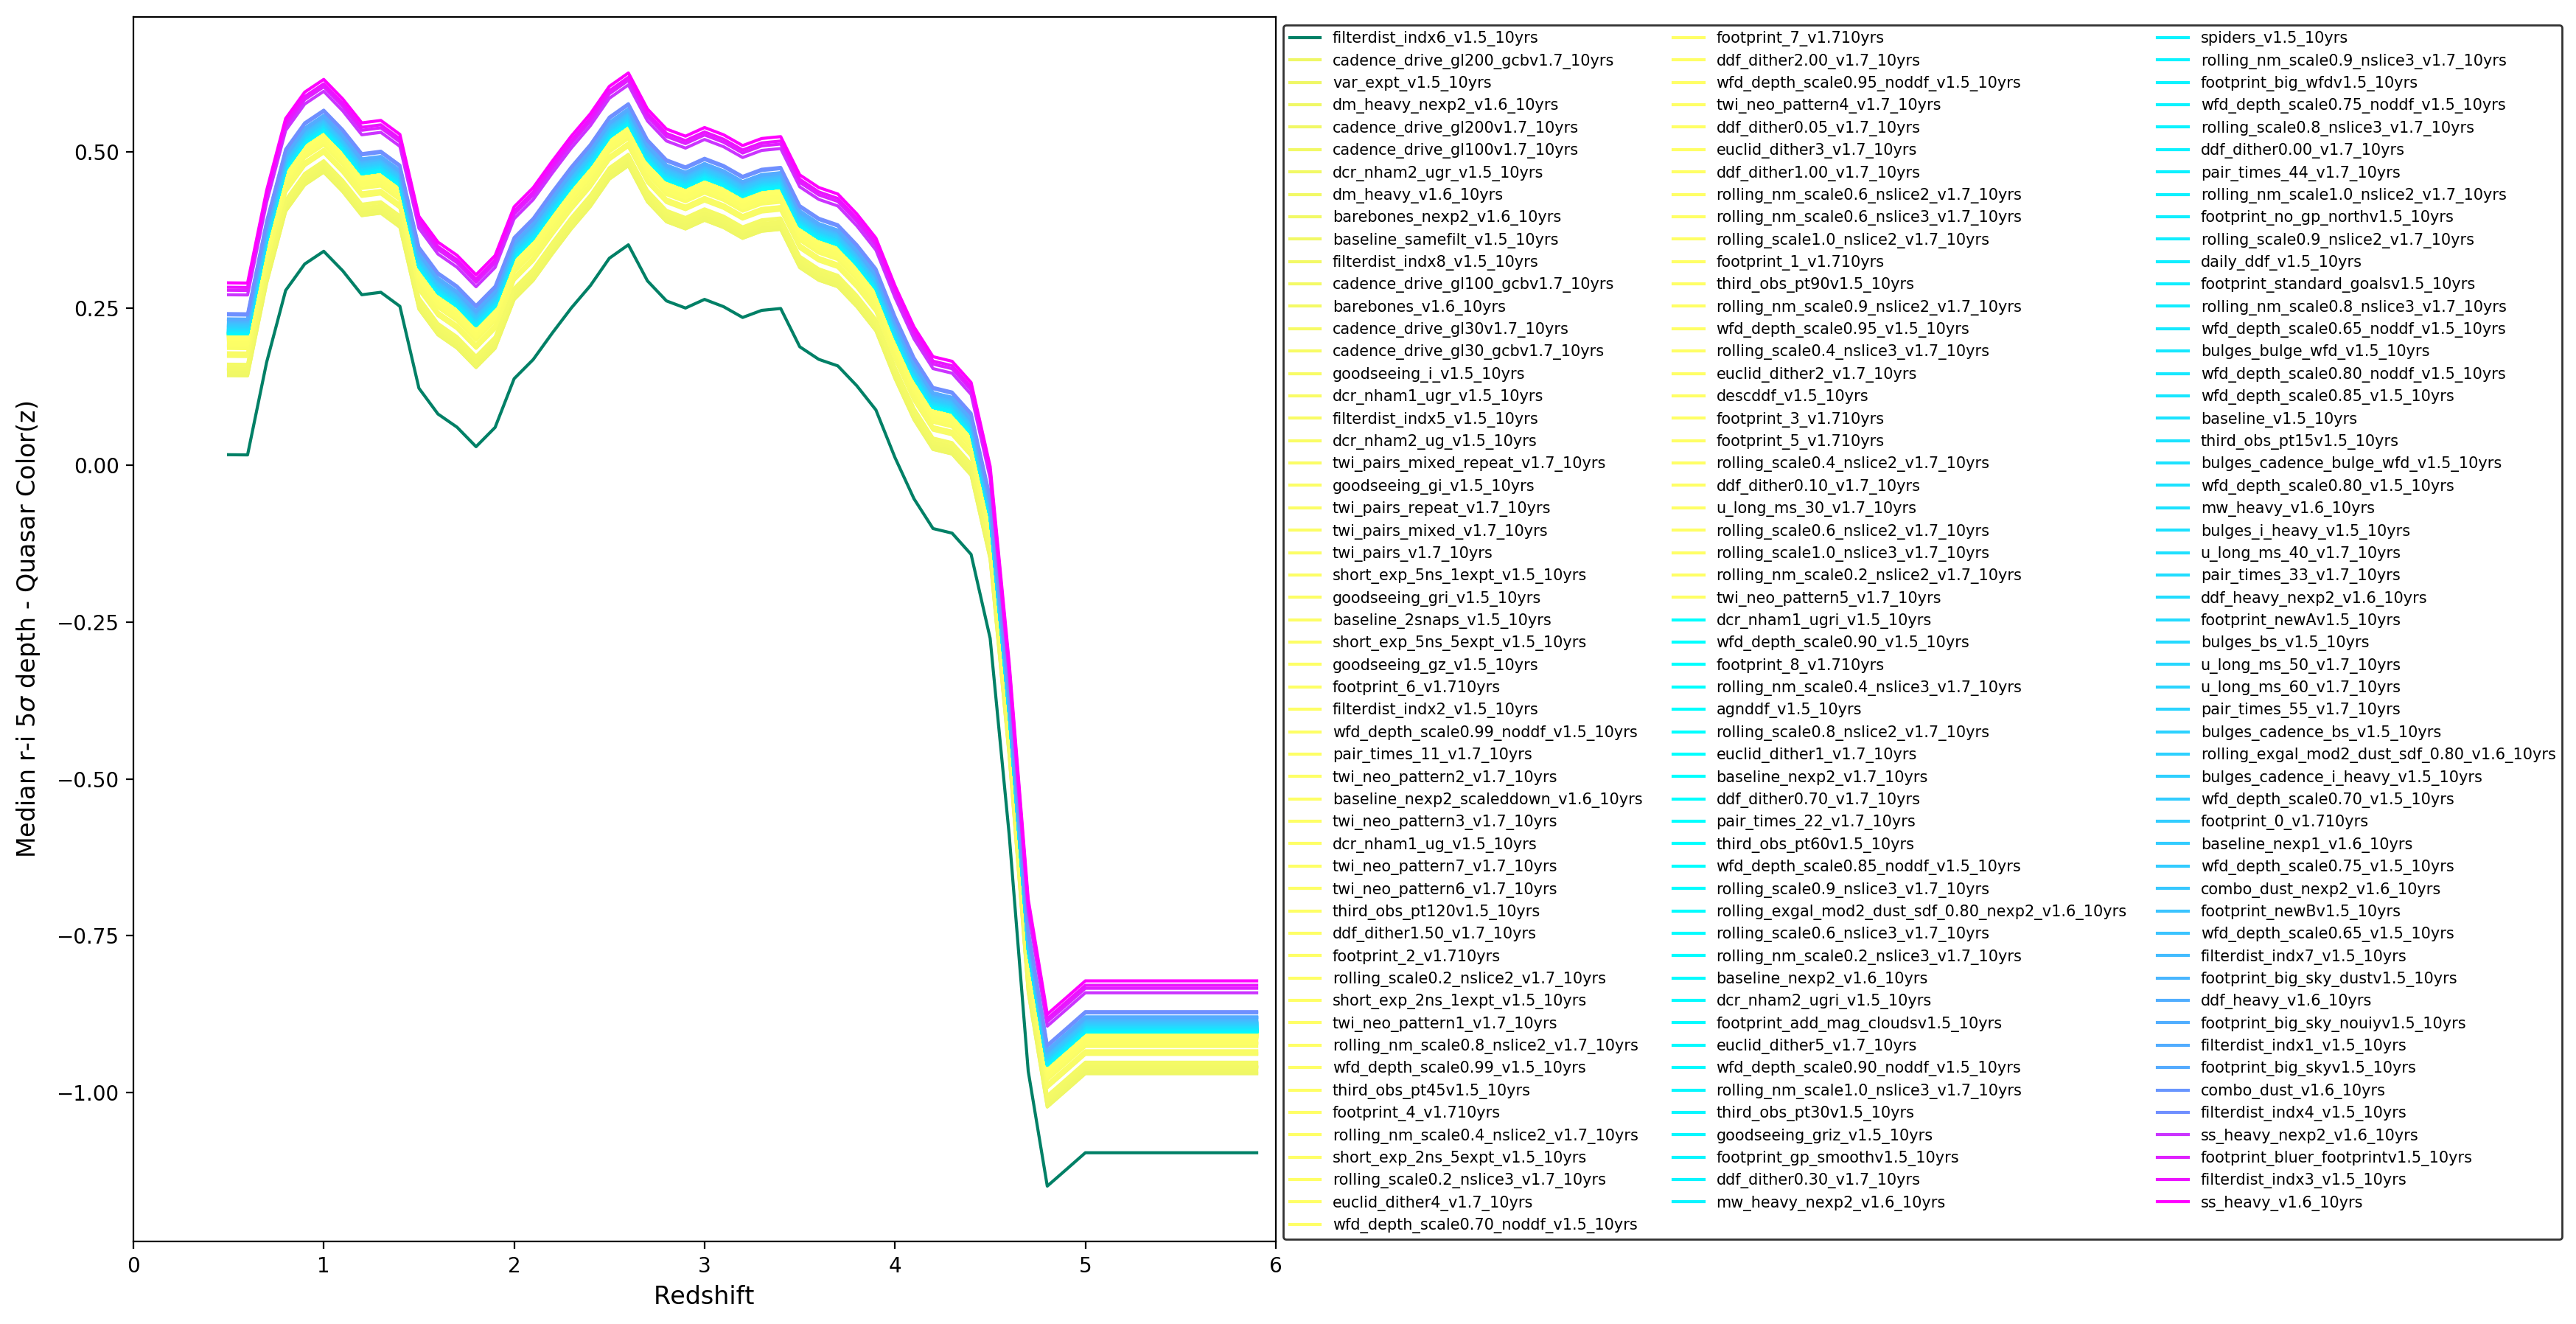 Median r-i 5σ depth - Quasar Color(z)
0.50
0.25
0.00
−0.25
−0.50
−0.75
−1.00
0 1 2 3 4 5 6
Redshift
filterdist_indx6_v1.5_10yrs
cadence_drive_gl200_gcbv1.7_10yrs
var_expt_v1.5_10yrs
dm_heavy_nexp2_v1.6_10yrs
cadence_drive_gl200v1.7_10yrs
cadence_drive_gl100v1.7_10yrs
dcr_nham2_ugr_v1.5_10yrs
dm_heavy_v1.6_10yrs
barebones_nexp2_v1.6_10yrs
baseline_samefilt_v1.5_10yrs
filterdist_indx8_v1.5_10yrs
cadence_drive_gl100_gcbv1.7_10yrs
barebones_v1.6_10yrs
cadence_drive_gl30v1.7_10yrs
cadence_drive_gl30_gcbv1.7_10yrs
goodseeing_i_v1.5_10yrs
dcr_nham1_ugr_v1.5_10yrs
filterdist_indx5_v1.5_10yrs
dcr_nham2_ug_v1.5_10yrs
twi_pairs_mixed_repeat_v1.7_10yrs
goodseeing_gi_v1.5_10yrs
twi_pairs_repeat_v1.7_10yrs
twi_pairs_mixed_v1.7_10yrs
twi_pairs_v1.7_10yrs
short_exp_5ns_1expt_v1.5_10yrs
goodseeing_gri_v1.5_10yrs
baseline_2snaps_v1.5_10yrs
short_exp_5ns_5expt_v1.5_10yrs
goodseeing_gz_v1.5_10yrs
footprint_6_v1.710yrs
filterdist_indx2_v1.5_10yrs
wfd_depth_scale0.99_noddf_v1.5_10yrs
pair_times_11_v1.7_10yrs
twi_neo_pattern2_v1.7_10yrs
baseline_nexp2_scaleddown_v1.6_10yrs
twi_neo_pattern3_v1.7_10yrs
dcr_nham1_ug_v1.5_10yrs
twi_neo_pattern7_v1.7_10yrs
twi_neo_pattern6_v1.7_10yrs
third_obs_pt120v1.5_10yrs
ddf_dither1.50_v1.7_10yrs
footprint_2_v1.710yrs
rolling_scale0.2_nslice2_v1.7_10yrs
short_exp_2ns_1expt_v1.5_10yrs
twi_neo_pattern1_v1.7_10yrs
rolling_nm_scale0.8_nslice2_v1.7_10yrs
wfd_depth_scale0.99_v1.5_10yrs
third_obs_pt45v1.5_10yrs
footprint_4_v1.710yrs
rolling_nm_scale0.4_nslice2_v1.7_10yrs
short_exp_2ns_5expt_v1.5_10yrs
rolling_scale0.2_nslice3_v1.7_10yrs
euclid_dither4_v1.7_10yrs
wfd_depth_scale0.70_noddf_v1.5_10yrs
footprint_7_v1.710yrs
ddf_dither2.00_v1.7_10yrs
wfd_depth_scale0.95_noddf_v1.5_10yrs
twi_neo_pattern4_v1.7_10yrs
ddf_dither0.05_v1.7_10yrs
euclid_dither3_v1.7_10yrs
ddf_dither1.00_v1.7_10yrs
rolling_nm_scale0.6_nslice2_v1.7_10yrs
rolling_nm_scale0.6_nslice3_v1.7_10yrs
rolling_scale1.0_nslice2_v1.7_10yrs
footprint_1_v1.710yrs
third_obs_pt90v1.5_10yrs
rolling_nm_scale0.9_nslice2_v1.7_10yrs
wfd_depth_scale0.95_v1.5_10yrs
rolling_scale0.4_nslice3_v1.7_10yrs
euclid_dither2_v1.7_10yrs
descddf_v1.5_10yrs
footprint_3_v1.710yrs
footprint_5_v1.710yrs
rolling_scale0.4_nslice2_v1.7_10yrs
ddf_dither0.10_v1.7_10yrs
u_long_ms_30_v1.7_10yrs
rolling_scale0.6_nslice2_v1.7_10yrs
rolling_scale1.0_nslice3_v1.7_10yrs
rolling_nm_scale0.2_nslice2_v1.7_10yrs
twi_neo_pattern5_v1.7_10yrs
dcr_nham1_ugri_v1.5_10yrs
wfd_depth_scale0.90_v1.5_10yrs
footprint_8_v1.710yrs
rolling_nm_scale0.4_nslice3_v1.7_10yrs
agnddf_v1.5_10yrs
rolling_scale0.8_nslice2_v1.7_10yrs
euclid_dither1_v1.7_10yrs
baseline_nexp2_v1.7_10yrs
ddf_dither0.70_v1.7_10yrs
pair_times_22_v1.7_10yrs
third_obs_pt60v1.5_10yrs
wfd_depth_scale0.85_noddf_v1.5_10yrs
rolling_scale0.9_nslice3_v1.7_10yrs
rolling_exgal_mod2_dust_sdf_0.80_nexp2_v1.6_10yrs
rolling_scale0.6_nslice3_v1.7_10yrs
rolling_nm_scale0.2_nslice3_v1.7_10yrs
baseline_nexp2_v1.6_10yrs
dcr_nham2_ugri_v1.5_10yrs
footprint_add_mag_cloudsv1.5_10yrs
euclid_dither5_v1.7_10yrs
wfd_depth_scale0.90_noddf_v1.5_10yrs
rolling_nm_scale1.0_nslice3_v1.7_10yrs
third_obs_pt30v1.5_10yrs
goodseeing_griz_v1.5_10yrs
footprint_gp_smoothv1.5_10yrs
ddf_dither0.30_v1.7_10yrs
mw_heavy_nexp2_v1.6_10yrs
spiders_v1.5_10yrs
rolling_nm_scale0.9_nslice3_v1.7_10yrs
footprint_big_wfdv1.5_10yrs
wfd_depth_scale0.75_noddf_v1.5_10yrs
rolling_scale0.8_nslice3_v1.7_10yrs
ddf_dither0.00_v1.7_10yrs
pair_times_44_v1.7_10yrs
rolling_nm_scale1.0_nslice2_v1.7_10yrs
footprint_no_gp_northv1.5_10yrs
rolling_scale0.9_nslice2_v1.7_10yrs
daily_ddf_v1.5_10yrs
footprint_standard_goalsv1.5_10yrs
rolling_nm_scale0.8_nslice3_v1.7_10yrs
wfd_depth_scale0.65_noddf_v1.5_10yrs
bulges_bulge_wfd_v1.5_10yrs
wfd_depth_scale0.80_noddf_v1.5_10yrs
wfd_depth_scale0.85_v1.5_10yrs
baseline_v1.5_10yrs
third_obs_pt15v1.5_10yrs
bulges_cadence_bulge_wfd_v1.5_10yrs
wfd_depth_scale0.80_v1.5_10yrs
mw_heavy_v1.6_10yrs
bulges_i_heavy_v1.5_10yrs
u_long_ms_40_v1.7_10yrs
pair_times_33_v1.7_10yrs
ddf_heavy_nexp2_v1.6_10yrs
footprint_newAv1.5_10yrs
bulges_bs_v1.5_10yrs
u_long_ms_50_v1.7_10yrs
u_long_ms_60_v1.7_10yrs
pair_times_55_v1.7_10yrs
bulges_cadence_bs_v1.5_10yrs
rolling_exgal_mod2_dust_sdf_0.80_v1.6_10yrs
bulges_cadence_i_heavy_v1.5_10yrs
wfd_depth_scale0.70_v1.5_10yrs
footprint_0_v1.710yrs
baseline_nexp1_v1.6_10yrs
wfd_depth_scale0.75_v1.5_10yrs
combo_dust_nexp2_v1.6_10yrs
footprint_newBv1.5_10yrs
wfd_depth_scale0.65_v1.5_10yrs
filterdist_indx7_v1.5_10yrs
footprint_big_sky_dustv1.5_10yrs
ddf_heavy_v1.6_10yrs
footprint_big_sky_nouiyv1.5_10yrs
filterdist_indx1_v1.5_10yrs
footprint_big_skyv1.5_10yrs
combo_dust_v1.6_10yrs
filterdist_indx4_v1.5_10yrs
ss_heavy_nexp2_v1.6_10yrs
footprint_bluer_footprintv1.5_10yrs
filterdist_indx3_v1.5_10yrs
ss_heavy_v1.6_10yrs